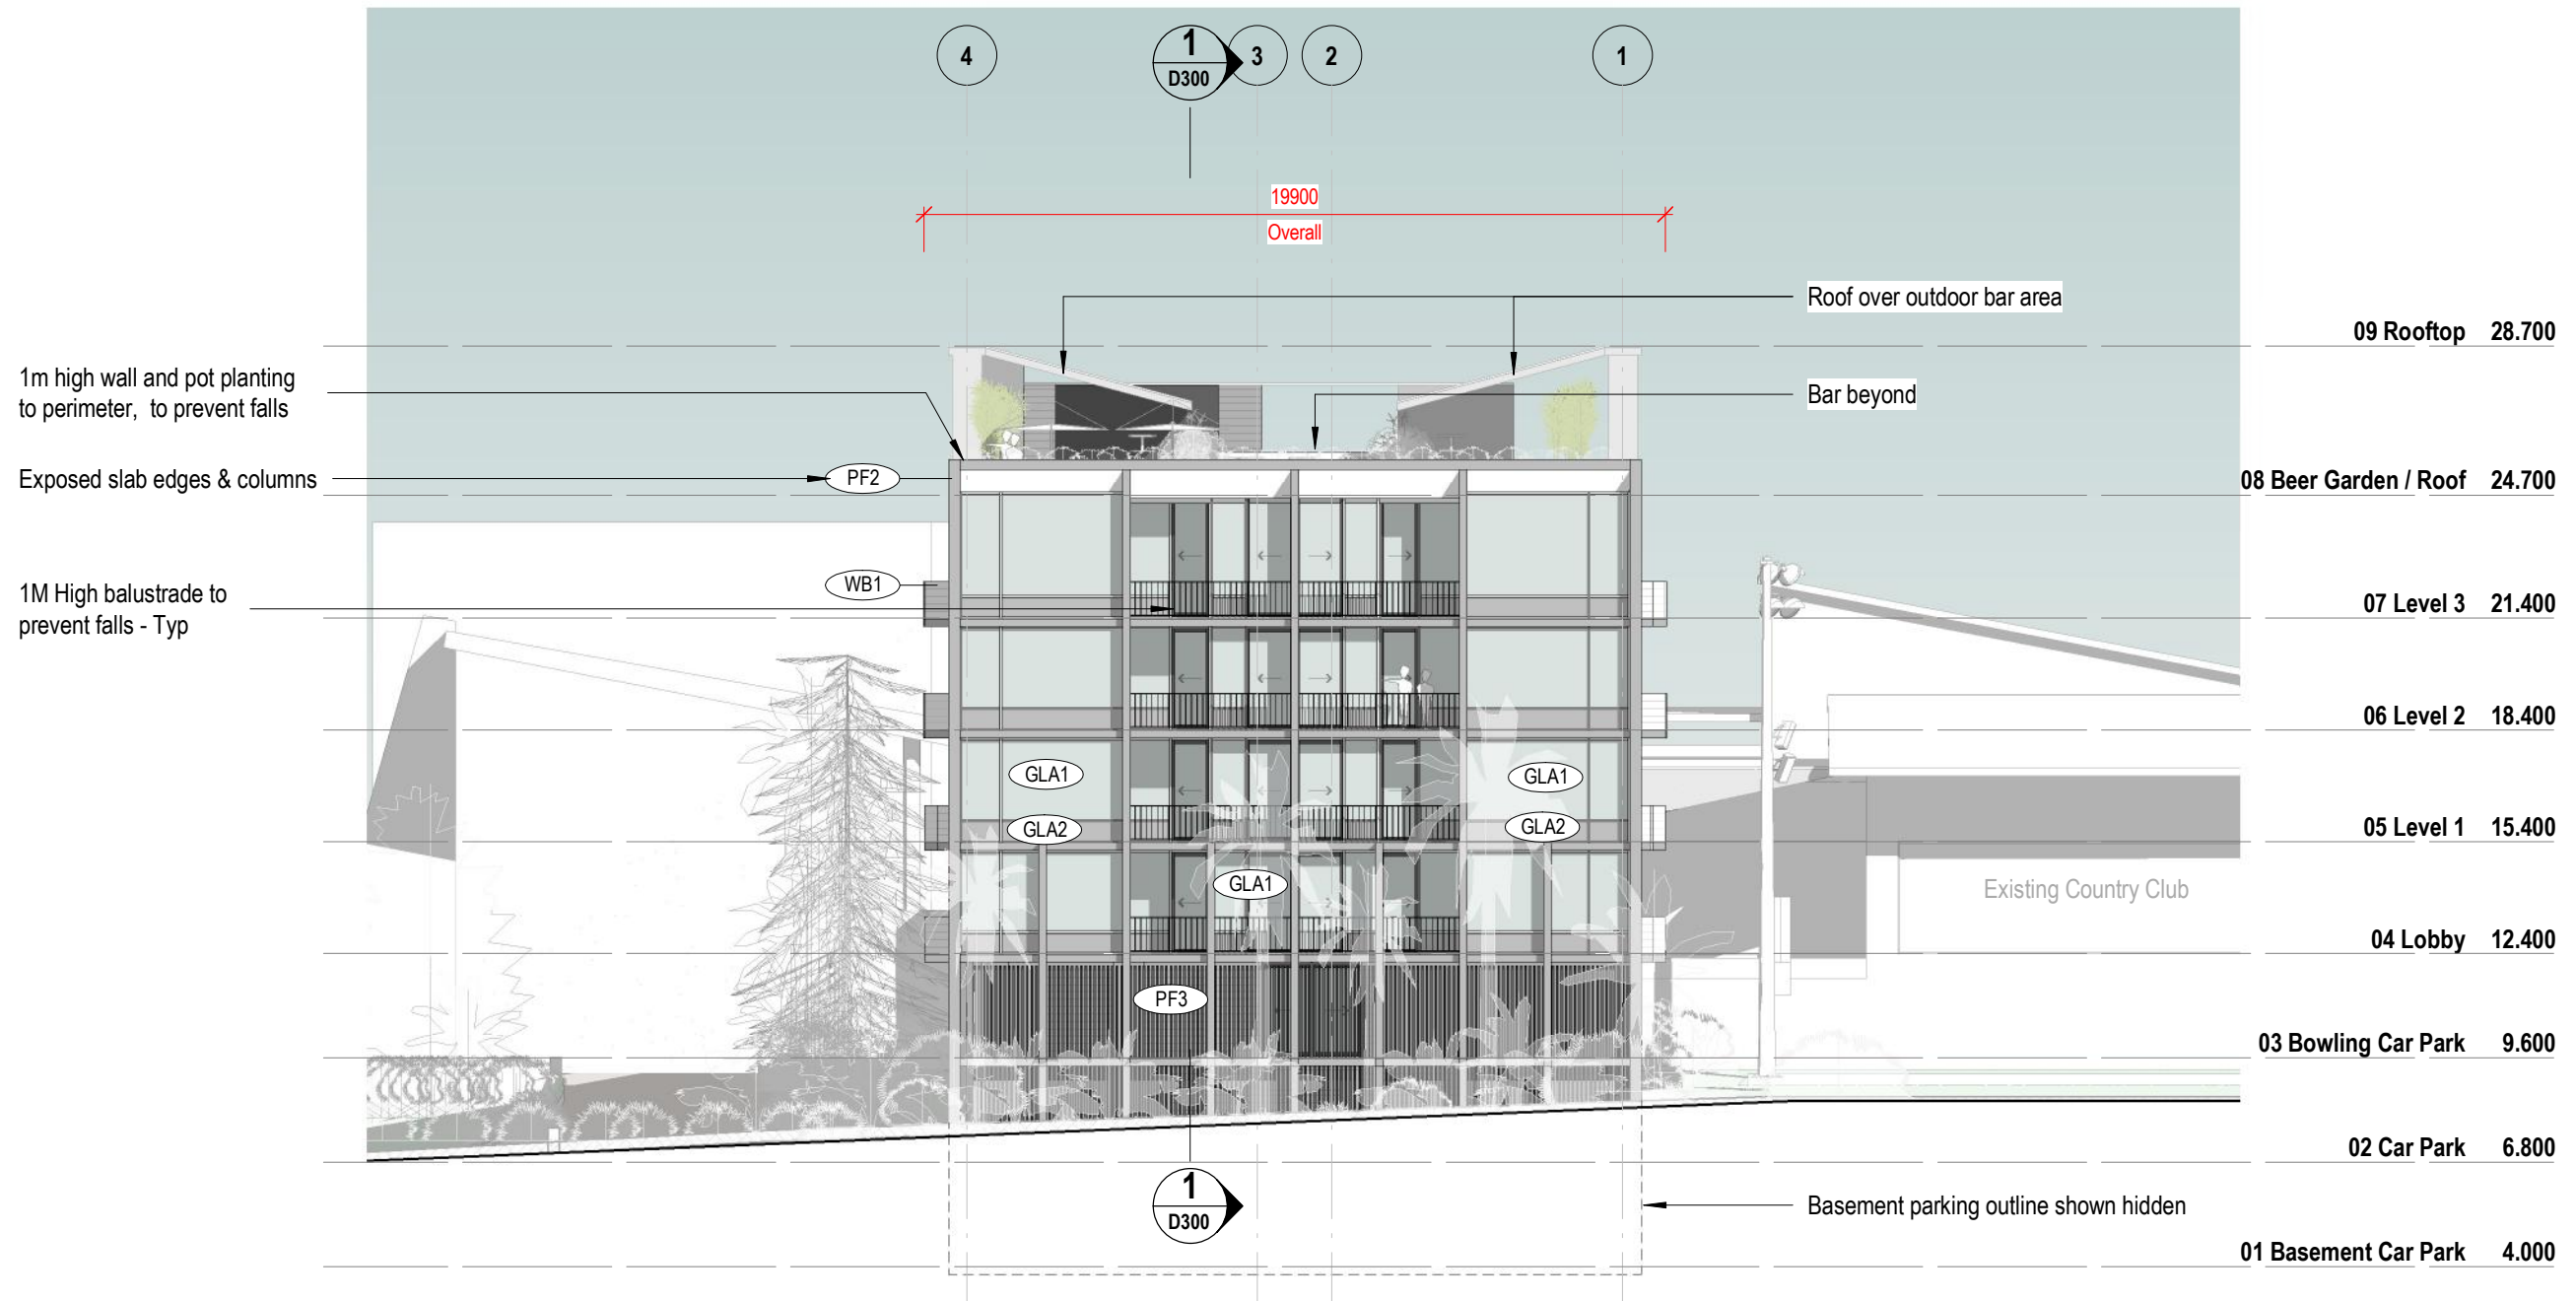 4
1
D300
3
2
1
19900
Overall
Roof over outdoor bar area
09 Rooftop 28.700
1m high wall and pot planting
to perimeter, to prevent falls
Bar beyond
Exposed slab edges & columns
PF2
08 Beer Garden / Roof 24.700
WB1
1M High balustrade to
prevent falls - Typ
07 Level 3 21.400
06 Level 2 18.400
GLA1
GLA1
GLA2
GLA2
05 Level 1 15.400
GLA1
Existing Country Club
04 Lobby 12.400
PF3
03 Bowling Car Park 9.600
02 Car Park 6.800
1
D300
Basement parking outline shown hidden
01 Basement Car Park 4.000